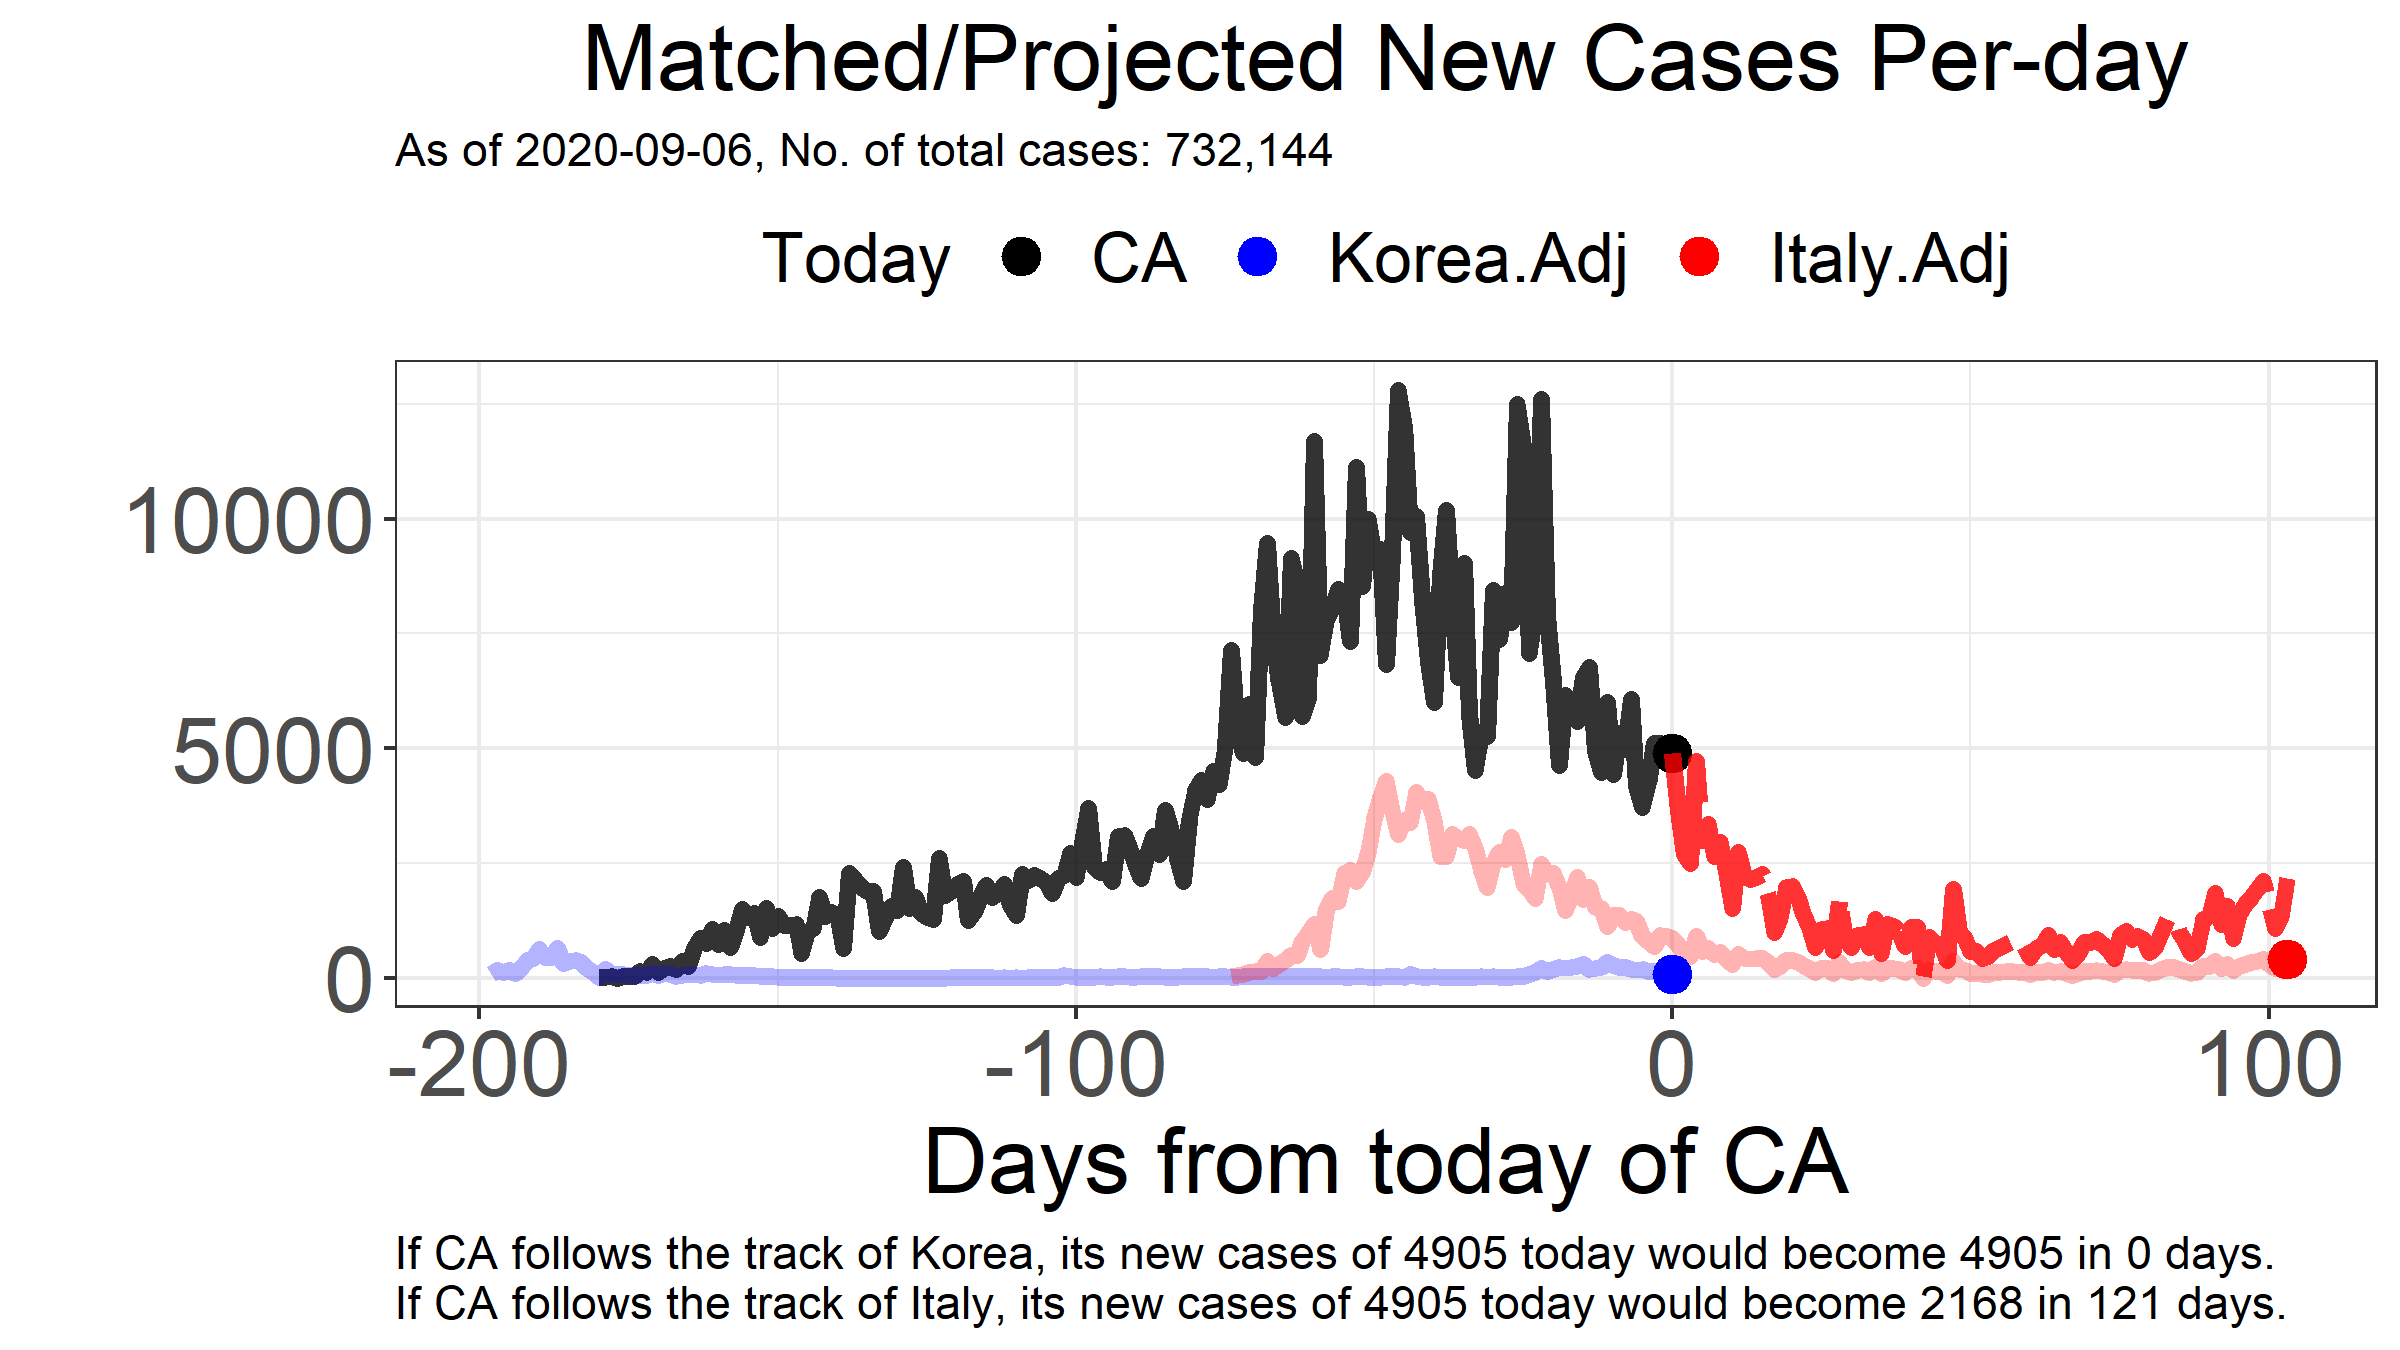 Matched/Projected New Cases Per-day
As of 2020-09-06, No. of total cases: 732,144
Today CA Korea.Adj Italy.Adj
10000
5000
0
-200 -100 0 100
Days from today of CA
If CA follows the track of Korea, its new cases of 4905 today would become 4905 in 0 days.
If CA follows the track of Italy, its new cases of 4905 today would become 2168 in 121 days.